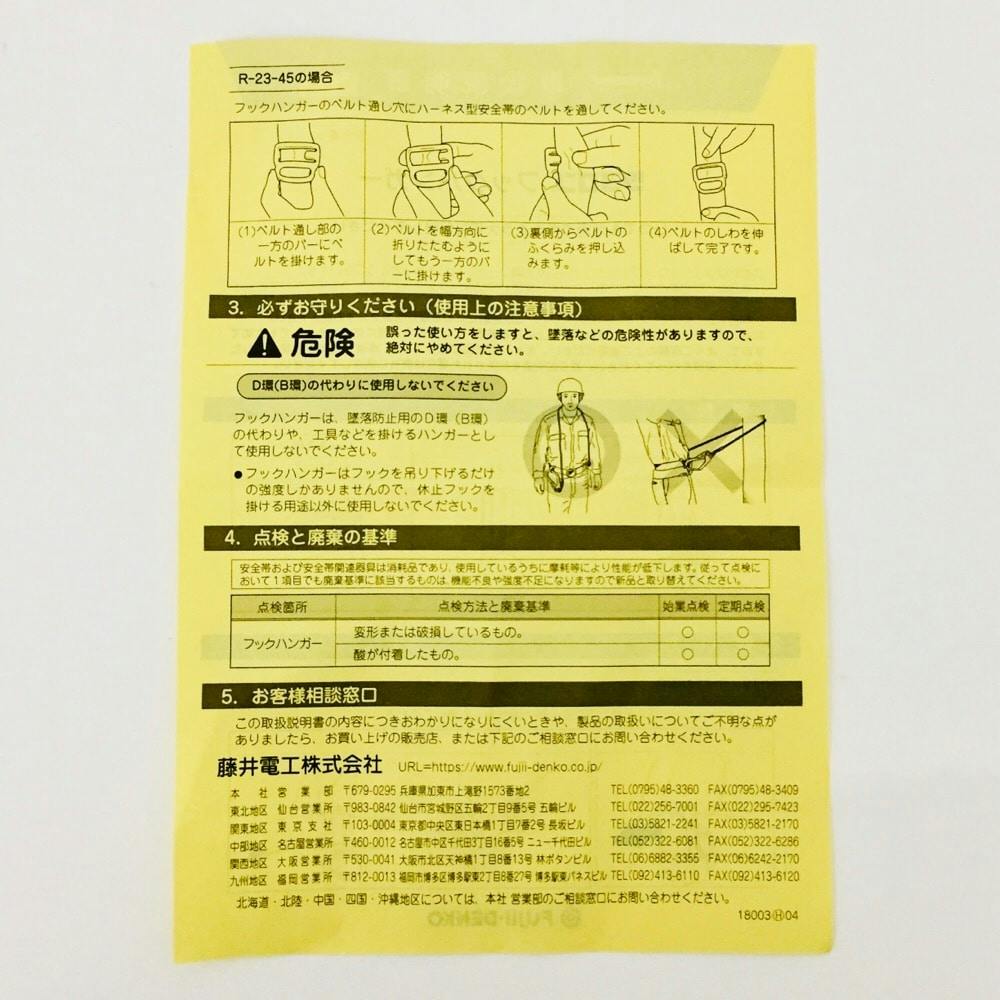 R-23-45の場合
フックハンガーのベルト通し穴にハーネス型安全帯のベルトを通してください。
(1)ベルト通し部の
一方のバーにベ
ルトを掛けます。
(2)ベルトを幅方向に
折りたたむように
してもう一方のバ
ーに掛けます。
(3)裏側からベルトの
ふくらみを押し込
みます。
(4)ベルトのしわを伸
ばして完了です。
3. 必ずお守りください（使用上の注意事項）
危険
誤った使い方をしますと、墜落などの危険性がありますので、
絶対にやめてください。
D環(B環)の代わりに使用しないでください
フックハンガーは、墜落防止用のD環（B環）
の代わりや、工具などを掛けるハンガーとし
て使用しないでください。
●フックハンガーはフックを吊り下げるだけ
の強度しかありませんので、休止フックを
掛ける用途以外に使用しないでください。
4. 点検と廃棄の基準
安全帯および安全帯関連器具は消耗品であり、使用しているうちに摩耗等により性能が低下します。従って点検に
おいて1項目でも廃棄基準に該当するものは、機能不良や強度不足になりますので新品と取り替えてください。
点検箇所 点検方法と廃棄基準 始業点検 定期点検
フックハンガー
変形または破損しているもの。 ○ ○
酸が付着したもの。 ○ ○
5. お客様相談窓口
この取扱説明書の内容につきおわかりになりにくいときや、製品の取扱いについてご不明な点が
ありましたら、お買い上げの販売店、または下記のご相談窓口にお問い合わせください。
藤井電工株式会社 URL=https://www.fujii-denko.co.jp/
本社営業部 〒679-0295 兵庫県加東市上滝野1573番地2 TEL(0795)48-3360 FAX(0795)48-3409
東北地区 仙台営業所 〒983-0842 仙台市宮城野区五輪2丁目9番5号 五輪ビル TEL(022)256-7001 FAX(022)295-7423
関東地区 東京支社 〒103-0004 東京都中央区東日本橋1丁目7番2号 長坂ビル TEL(03)5821-2241 FAX(03)5821-2170
中部地区 名古屋営業所 〒460-0012 名古屋市中区千代田3丁目16番5号 ニュー千代田ビル TEL(052)322-6081 FAX(052)322-6286
関西地区 大阪営業所 〒530-0041 大阪市北区天神橋1丁目8番13号 林ボタンビル TEL(06)6882-3355 FAX(06)6242-2170
九州地区 福岡営業所 〒812-0013 福岡市博多区博多駅東2丁目8番27号 博多駅東パネスビル TEL(092)413-6110 FAX(092)413-6120
北海道・北陸・中国・四国・沖縄地区については、本社 営業部のご相談窓口にお問い合わせください。
18003Ⓗ04